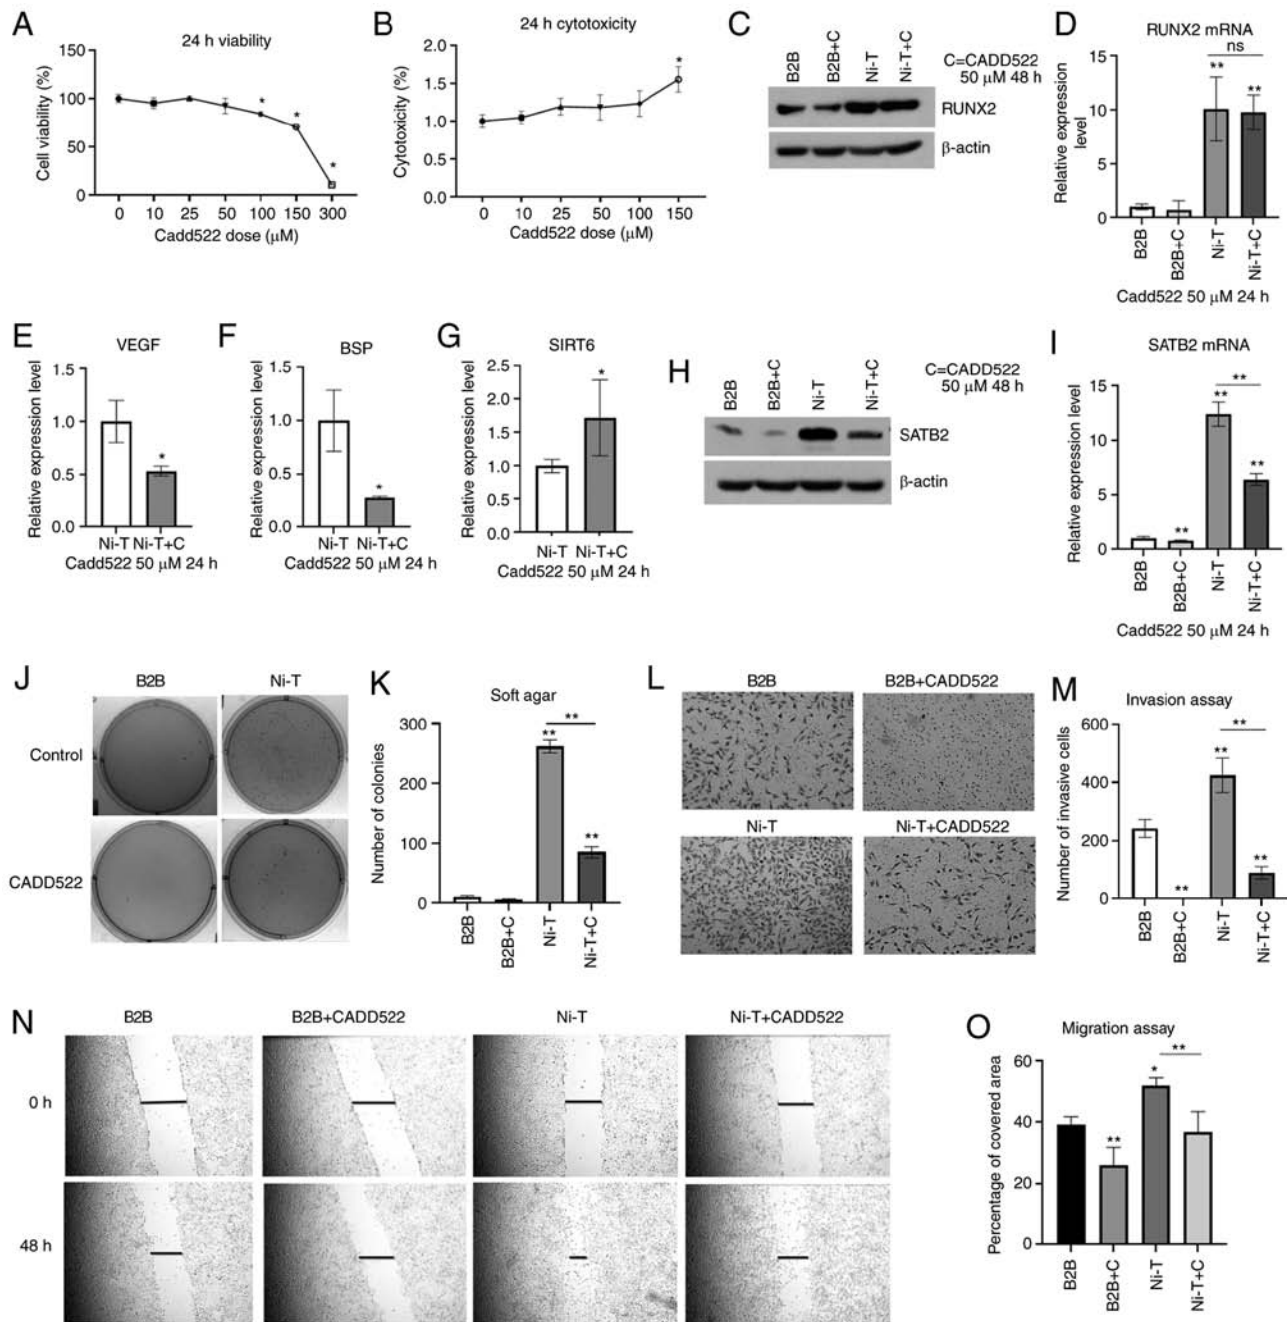 A
24 h viability
Cell viability (%)
150
100
50
0
0 10 25 50 100 150 300
* * *
Cadd522 dose (μM)
B
24 h cytotoxicity
Cytotoxicity (%)
2.0
1.5
1.0
0.5
0.0
0 10 25 50 100 150
*
Cadd522 dose (μM)
C
B2B B2B+C Ni-T Ni-T+C
C=CADD522
50 μM 48 h
RUNX2
β-actin
D
RUNX2 mRNA
ns
** **
Relative expression
level
15
10
5
0
B2B B2B+C Ni-T Ni-T+C
Cadd522 50 μM 24 h
E
VEGF
Relative expression level
1.5
1.0
0.5
0.0
*
Ni-T Ni-T+C
Cadd522 50 μM 24 h
F
BSP
Relative expression level
1.5
1.0
0.5
0.0
*
Ni-T Ni-T+C
Cadd522 50 μM 24 h
G
SIRT6
Relative expression level
2.5
2.0
1.5
1.0
0.5
0.0
*
Ni-T Ni-T+C
Cadd522 50 μM 24 h
H
B2B B2B+C Ni-T Ni-T+C
C=CADD522
50 μM 48 h
SATB2
β-actin
I
SATB2 mRNA
**
** ** **
Relative expression level
15
10
5
0
B2B B2B+C Ni-T Ni-T+C
Cadd522 50 μM 24 h
J
B2B Ni-T
Control
CADD522
K
Soft agar
**
** **
Number of colonies
300
200
100
0
B2B B2B+C Ni-T Ni-T+C
L
B2B B2B+CADD522
Ni-T Ni-T+CADD522
M
Invasion assay
**
** ** **
Number of invasive cells
600
400
200
0
B2B B2B+C Ni-T Ni-T+C
N
B2B B2B+CADD522 Ni-T Ni-T+CADD522
0 h
48 h
O
Migration assay
**
** *
Percentage of covered area
60
40
20
0
B2B B2B+C Ni-T Ni-T+C